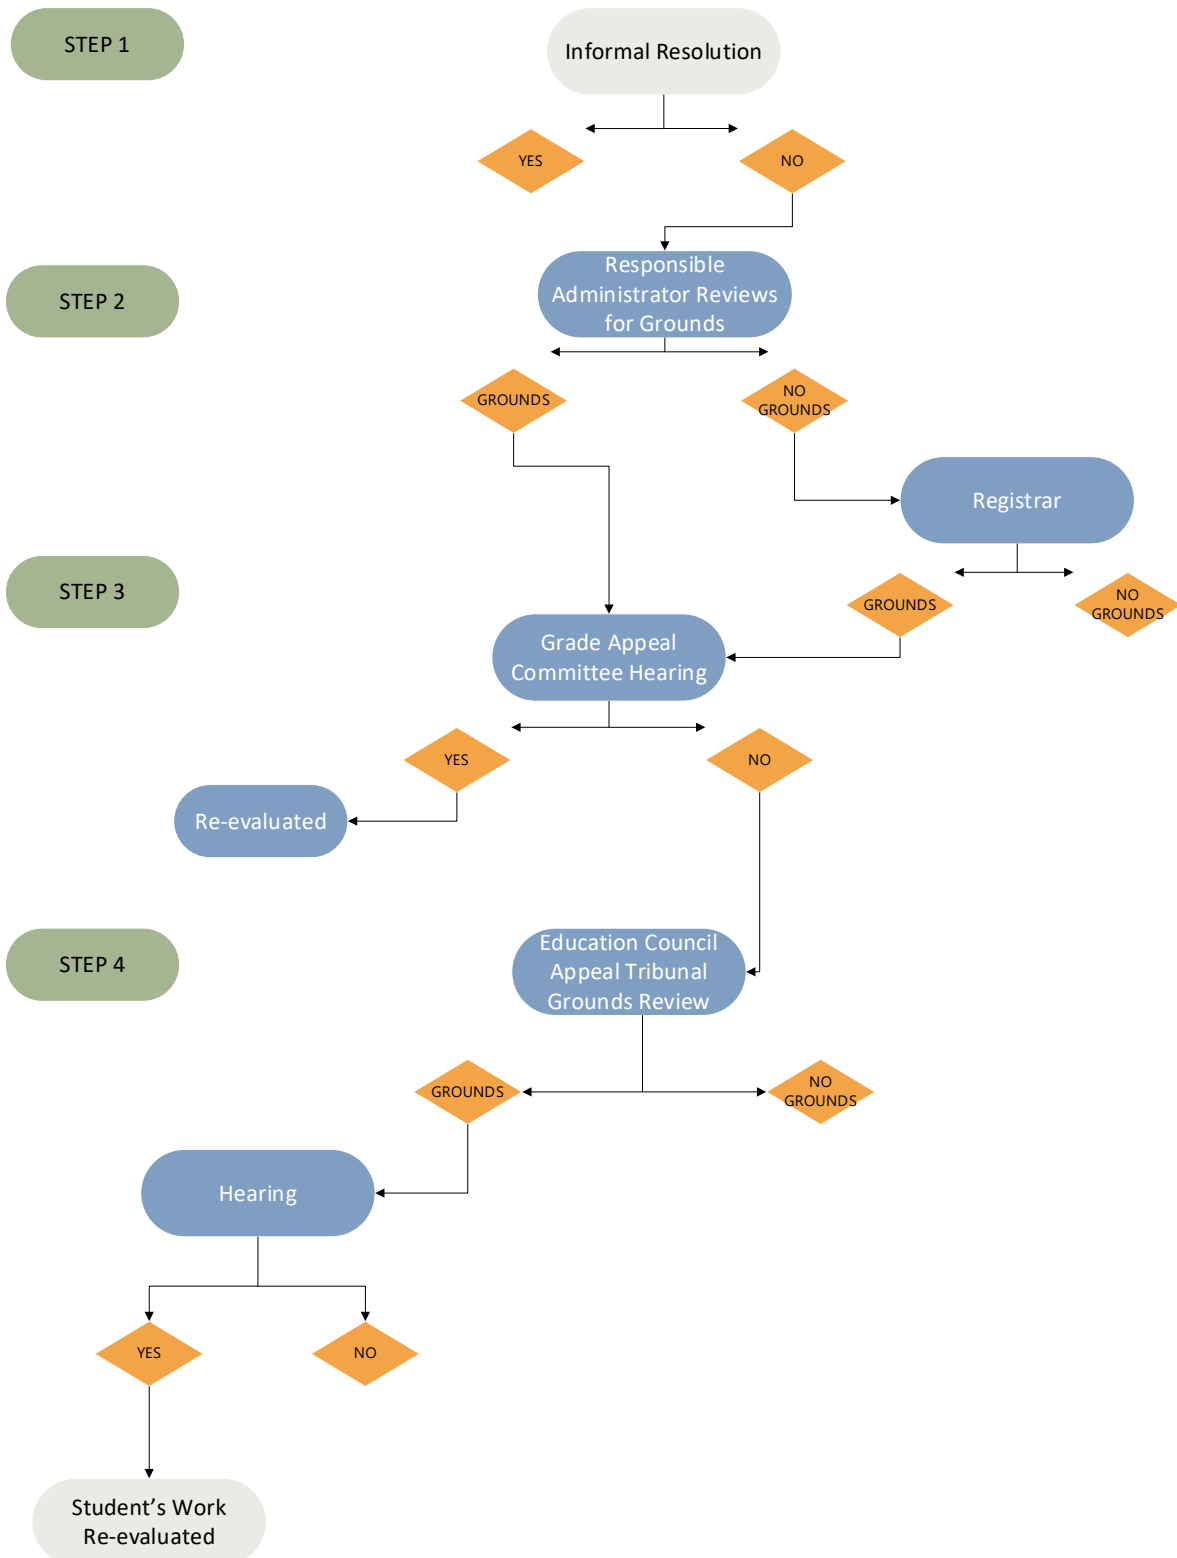 STEP 1
Informal Resolution
YES
NO
STEP 2
Responsible
Administrator Reviews
for Grounds
GROUNDS
NO
GROUNDS
Registrar
STEP 3
GROUNDS
NO
GROUNDS
Grade Appeal
Committee Hearing
YES
NO
Re-evaluated
STEP 4
Education Council
Appeal Tribunal
Grounds Review
GROUNDS
NO
GROUNDS
Hearing
YES
NO
Student’s Work
Re-evaluated